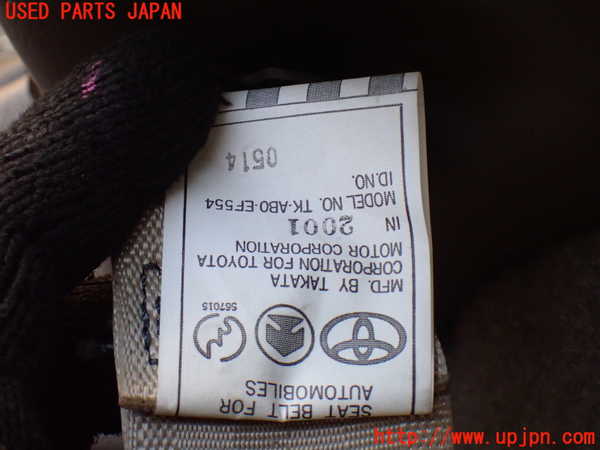 USED PARTS JAPAN
SEAT BELT FOR
AUTOMOBILES
567015
MFD. BY TAKATA
CORPORATION FOR TOYOTA
MOTOR CORPORATION
IN 2001
MODEL NO. TK-AB0-EF554
ID.NO.
0514
http://www.upjpn.com/